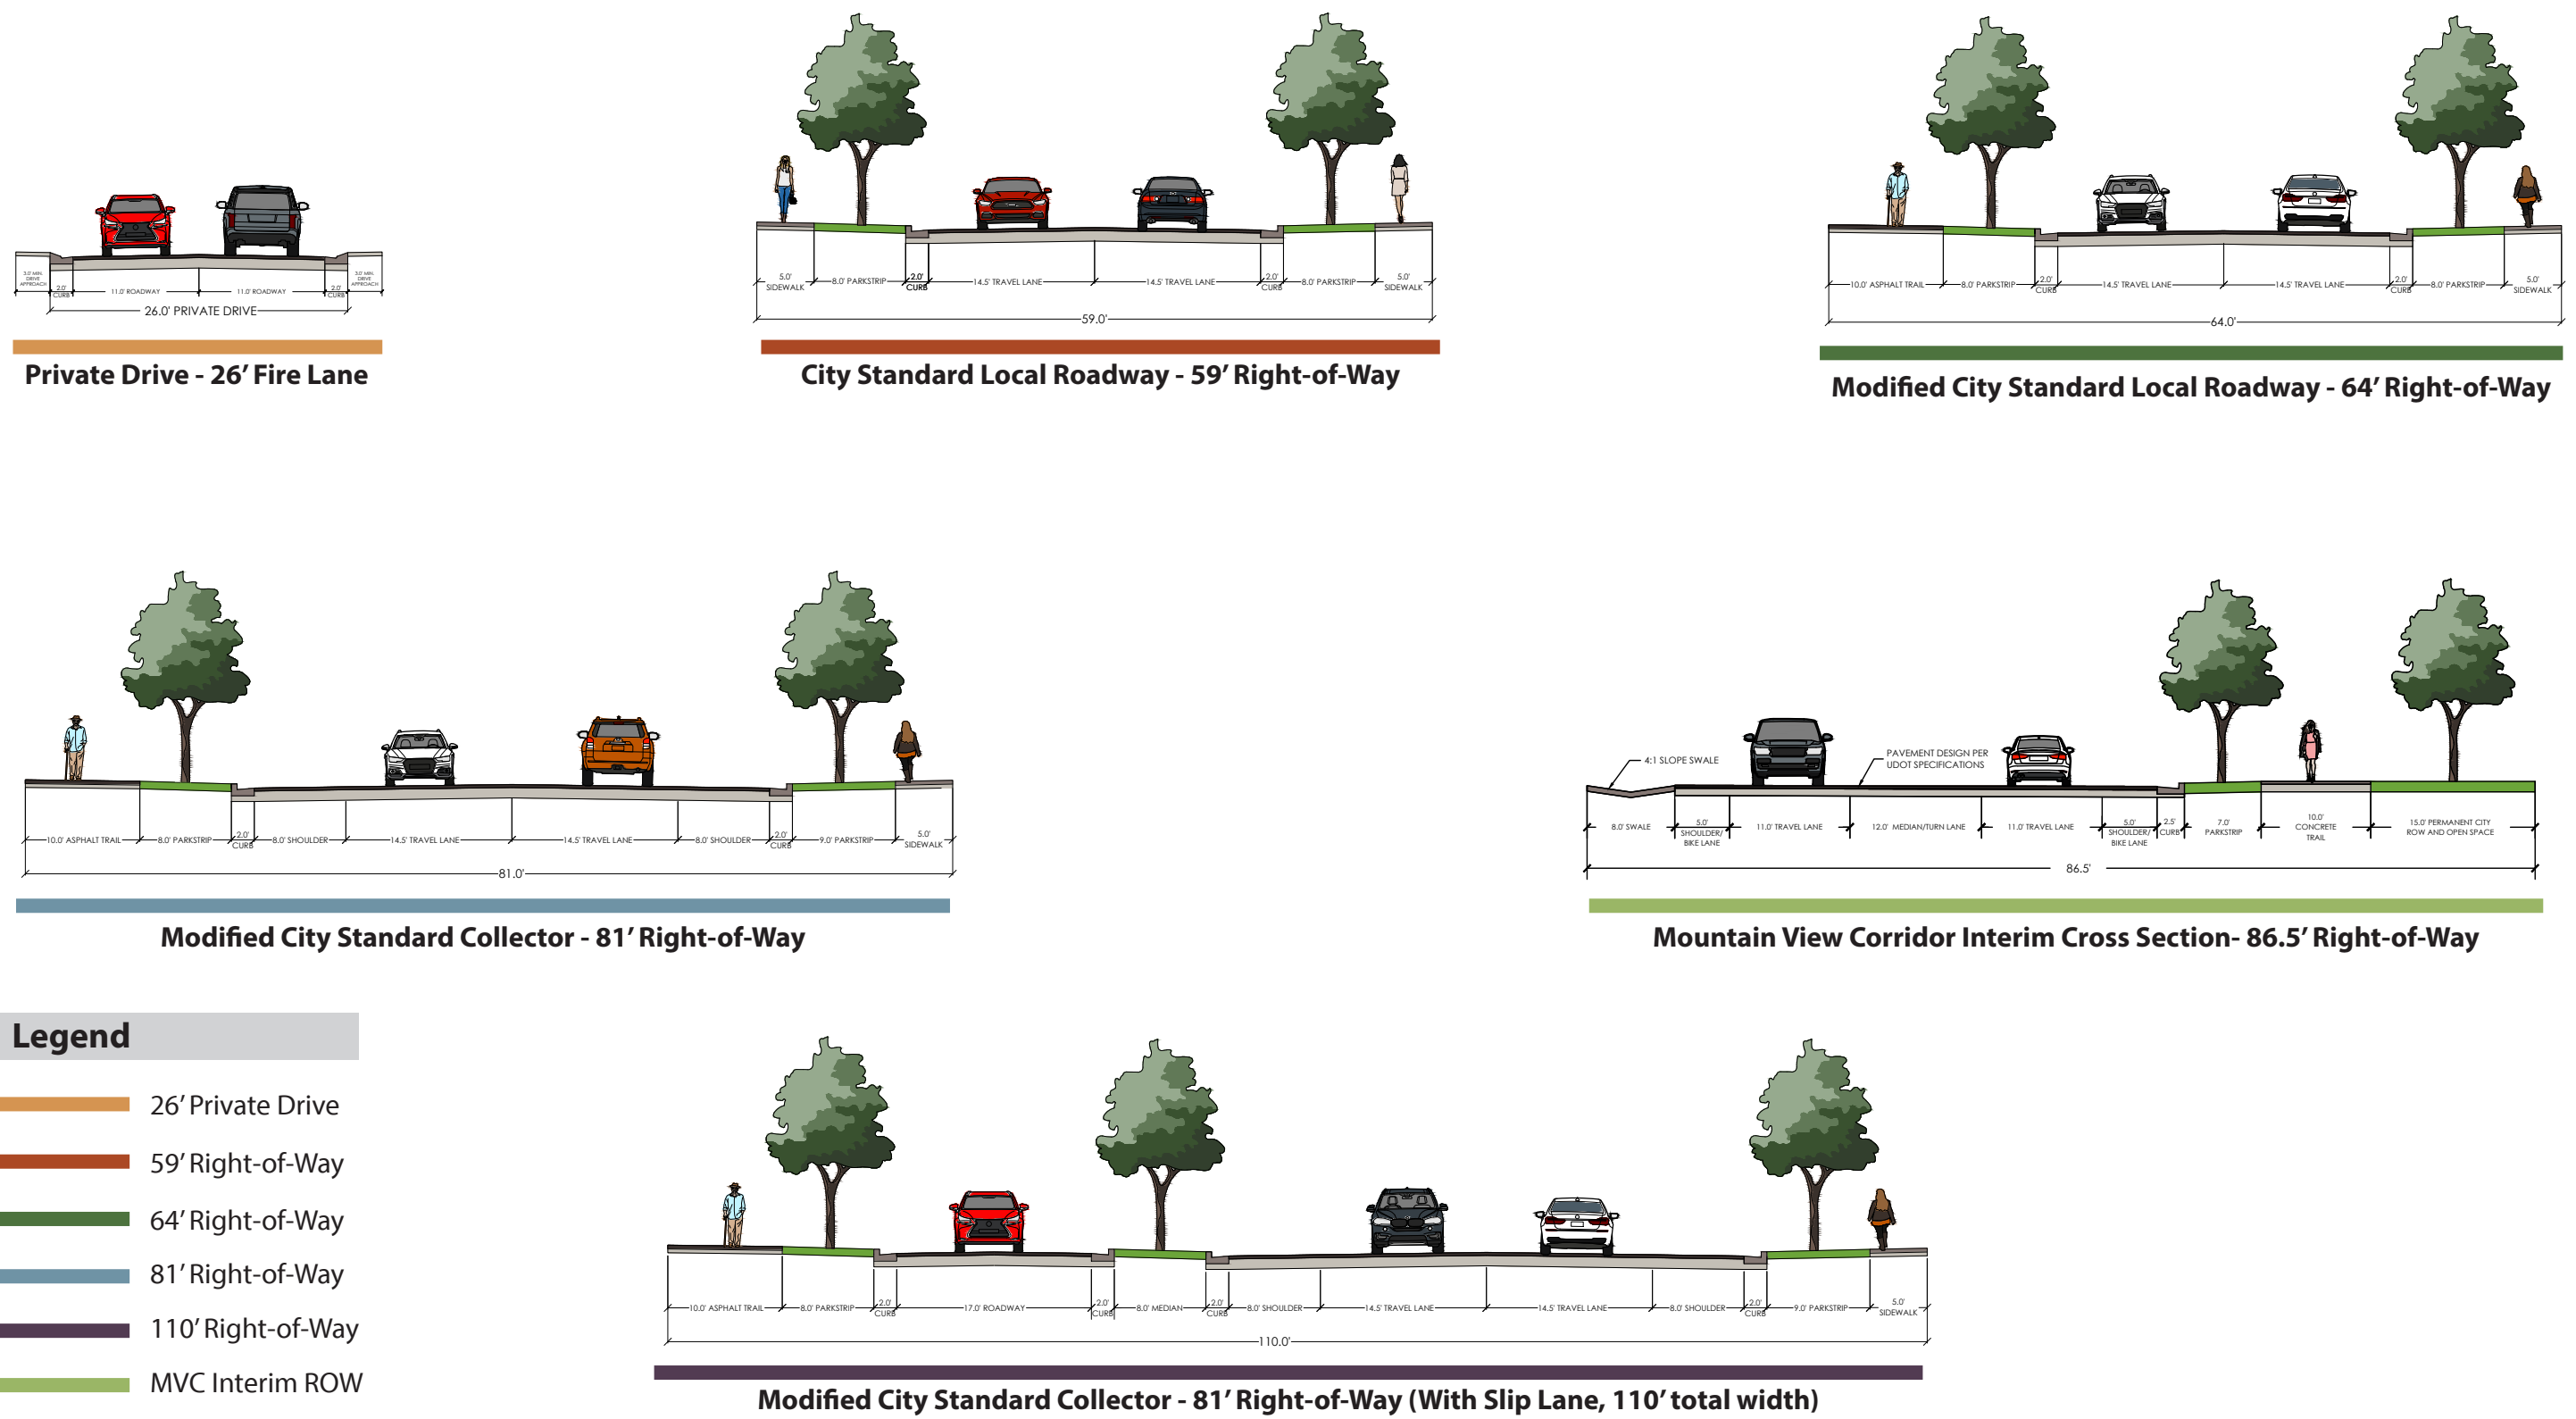 3.0' MIN.
DRIVE
APPROACH
2.0'
CURB
11.0' ROADWAY
11.0' ROADWAY
2.0'
CURB
3.0' MIN.
DRIVE
APPROACH
26.0' PRIVATE DRIVE
Private Drive - 26' Fire Lane
5.0'
SIDEWALK
8.0' PARKSTRIP
2.0'
CURB
14.5' TRAVEL LANE
14.5' TRAVEL LANE
2.0'
CURB
8.0' PARKSTRIP
5.0'
SIDEWALK
59.0'
City Standard Local Roadway - 59' Right-of-Way
10.0' ASPHALT TRAIL
8.0' PARKSTRIP
2.0'
CURB
14.5' TRAVEL LANE
14.5' TRAVEL LANE
2.0'
CURB
8.0' PARKSTRIP
5.0'
SIDEWALK
64.0'
Modified City Standard Local Roadway - 64' Right-of-Way
10.0' ASPHALT TRAIL
8.0' PARKSTRIP
2.0'
CURB
8.0' SHOULDER
14.5' TRAVEL LANE
14.5' TRAVEL LANE
8.0' SHOULDER
2.0'
CURB
9.0' PARKSTRIP
5.0'
SIDEWALK
81.0'
Modified City Standard Collector - 81' Right-of-Way
4:1 SLOPE SWALE
PAVEMENT DESIGN PER
UDOT SPECIFICATIONS
8.0' SWALE
5.0'
SHOULDER/
BIKE LANE
11.0' TRAVEL LANE
12.0' MEDIAN/TURN LANE
11.0' TRAVEL LANE
5.0'
SHOULDER/
BIKE LANE
2.5'
CURB
7.0'
PARKSTRIP
10.0'
CONCRETE
TRAIL
15.0' PERMANENT CITY
ROW AND OPEN SPACE
86.5'
Mountain View Corridor Interim Cross Section- 86.5' Right-of-Way
Legend
26' Private Drive
59' Right-of-Way
64' Right-of-Way
81' Right-of-Way
110' Right-of-Way
MVC Interim ROW
10.0' ASPHALT TRAIL
8.0' PARKSTRIP
2.0'
CURB
17.0' ROADWAY
2.0'
CURB
8.0' MEDIAN
2.0'
CURB
8.0' SHOULDER
14.5' TRAVEL LANE
14.5' TRAVEL LANE
8.0' SHOULDER
2.0'
CURB
9.0' PARKSTRIP
5.0'
SIDEWALK
110.0'
Modified City Standard Collector - 81' Right-of-Way (With Slip Lane, 110' total width)